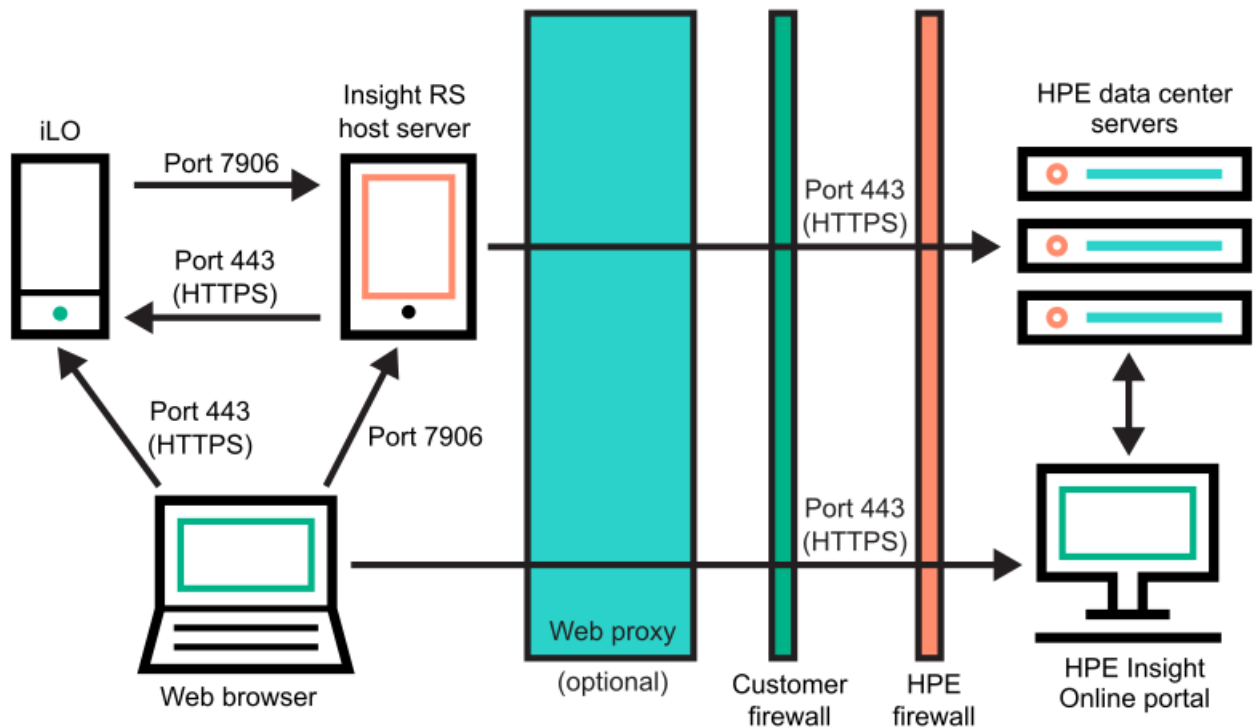 iLO
Insight RS
host server
HPE data center
servers
Port 7906
Port 443
(HTTPS)
Port 443
(HTTPS)
Port 443
(HTTPS)
Port 7906
Port 443
(HTTPS)
Web proxy
(optional)
Web browser
Customer
firewall
HPE
firewall
HPE Insight
Online portal